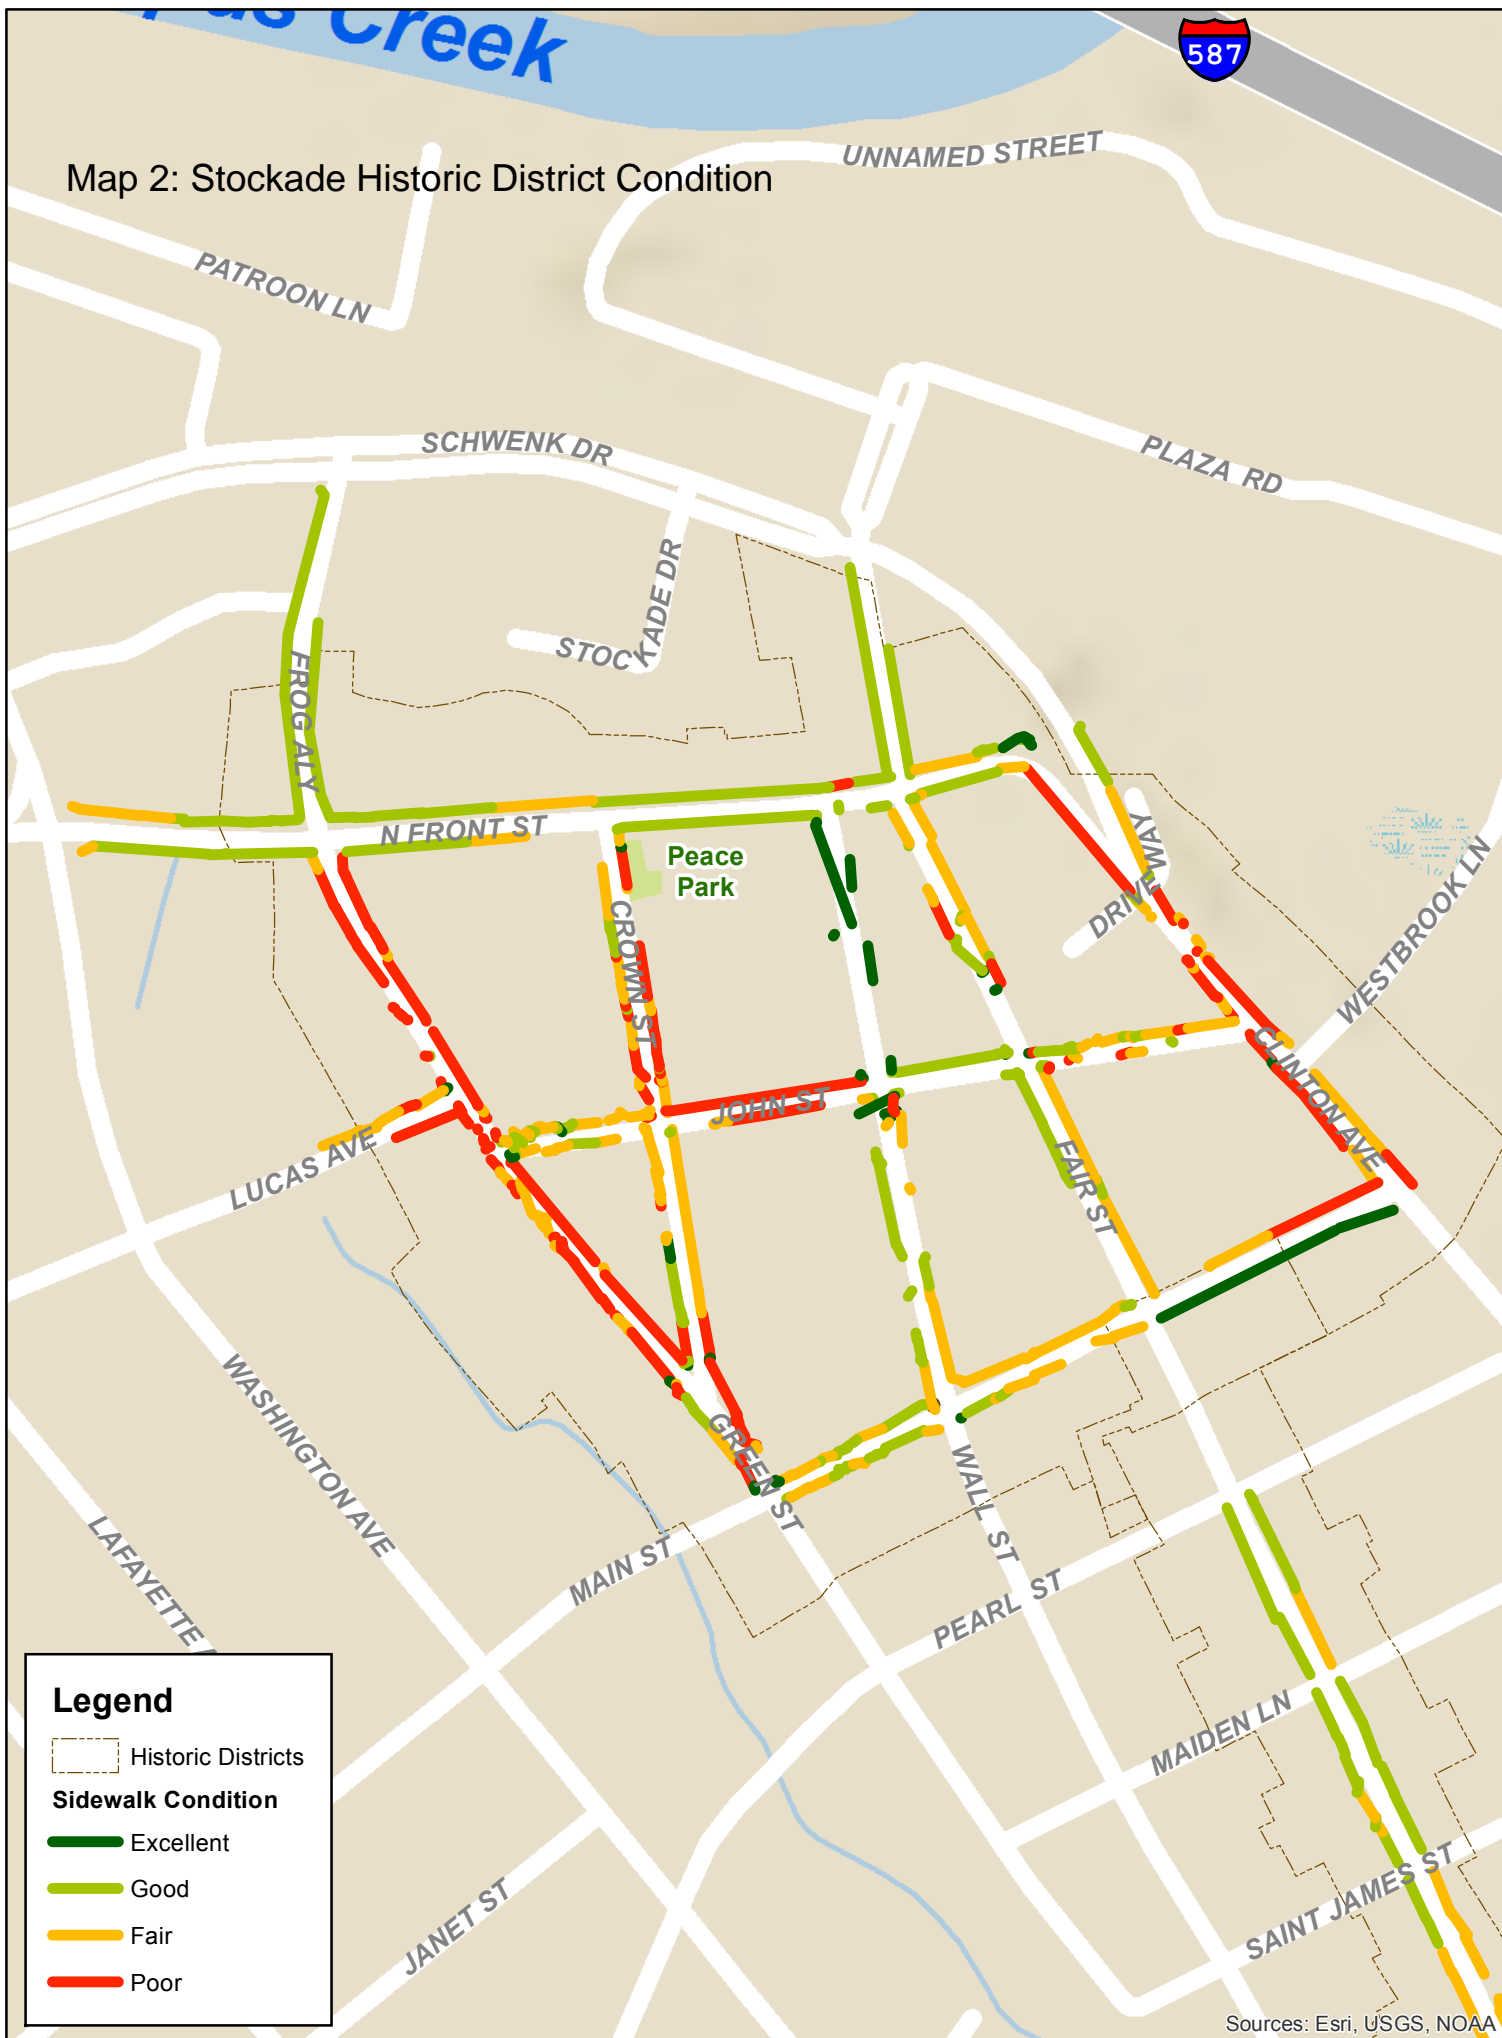 Creek
587
UNNAMED STREET
Map 2: Stockade Historic District Condition
PATROON LN
SCHWENK DR
PLAZA RD
STOCKADE DR
FROG ALY
N FRONT ST
Peace
Park
DRIVEWAY
WESTBROOK LN
CROWN ST
JOHN ST
CLINTON AVE
LUCAS AVE
FAIR ST
WASHINGTON AVE
GREEN ST
WALL ST
LAFAYETTE
MAIN ST
PEARL ST
MAIDEN LN
SAINT JAMES ST
JANET ST
Legend
Historic Districts
Sidewalk Condition
Excellent
Good
Fair
Poor
Sources: Esri, USGS, NOAA